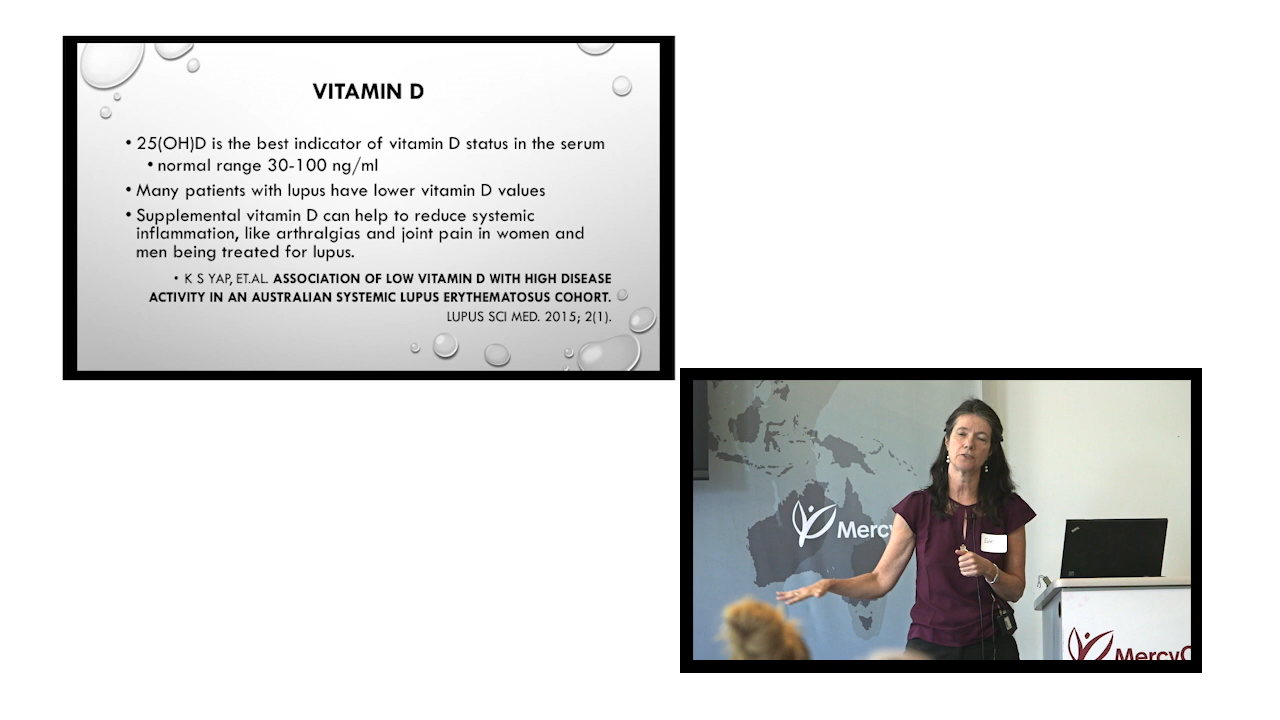 VITAMIN D
• 25(OH)D is the best indicator of vitamin D status in the serum
• normal range 30-100 ng/ml
• Many patients with lupus have lower vitamin D values
• Supplemental vitamin D can help to reduce systemic
inflammation, like arthralgias and joint pain in women and
men being treated for lupus.
• K S YAP, ET.AL. ASSOCIATION OF LOW VITAMIN D WITH HIGH DISEASE
ACTIVITY IN AN AUSTRALIAN SYSTEMIC LUPUS ERYTHEMATOSUS COHORT.
LUPUS SCI MED. 2015; 2(1).
MercyC
MercyC